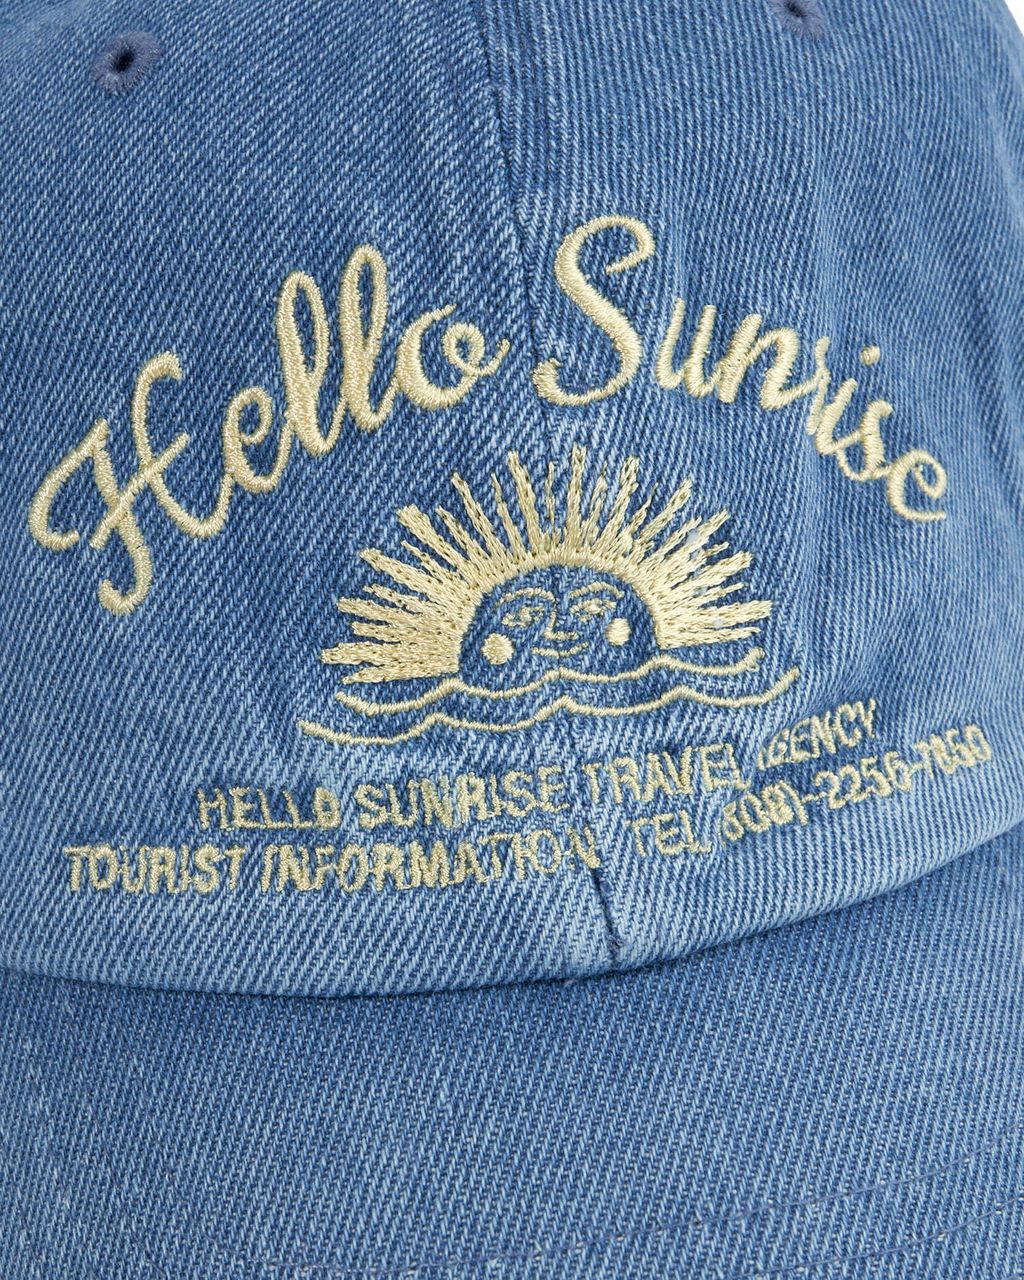 Hello Sunrise
HELLO SUNRISE TRAVEL AGENCY
TOURIST INFORMATION TEL